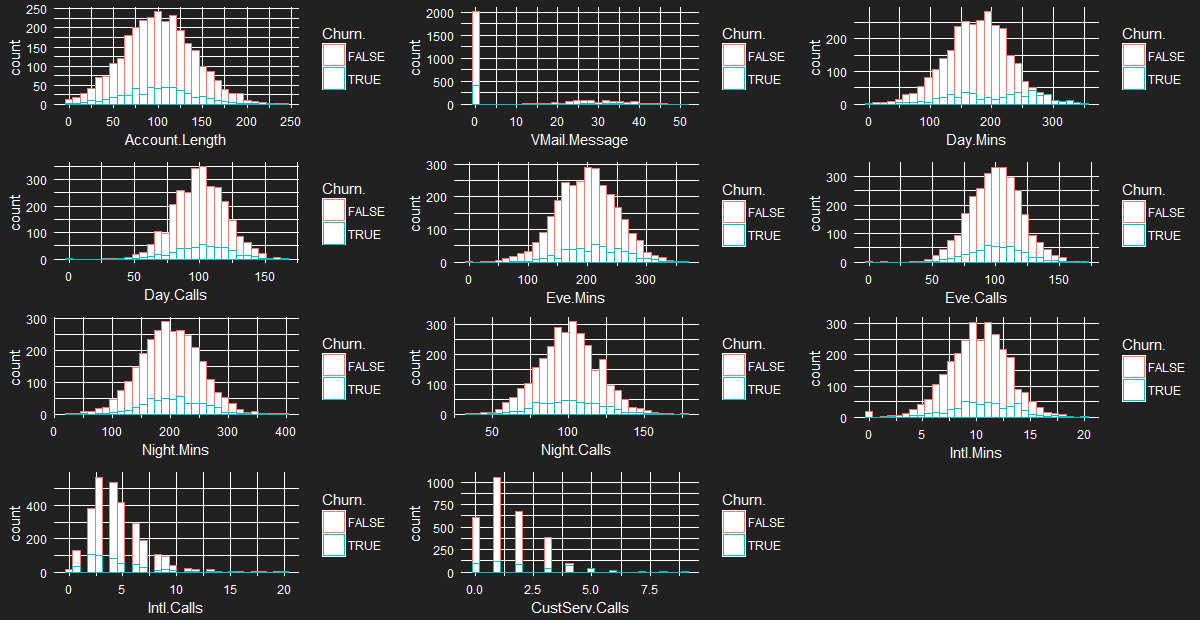 250
200
150
100
50
0
count
0 50 100 150 200 250
Account.Length
Churn.
FALSE
TRUE
2000
1500
1000
500
0
count
0 10 20 30 40 50
VMail.Message
Churn.
FALSE
TRUE
200
100
0
count
0 100 200 300
Day.Mins
Churn.
FALSE
TRUE
300
200
100
0
count
0 50 100 150
Day.Calls
Churn.
FALSE
TRUE
300
200
100
0
count
0 100 200 300
Eve.Mins
Churn.
FALSE
TRUE
300
200
100
0
count
0 50 100 150
Eve.Calls
Churn.
FALSE
TRUE
300
200
100
0
count
0 100 200 300 400
Night.Mins
Churn.
FALSE
TRUE
300
200
100
0
count
50 100 150
Night.Calls
Churn.
FALSE
TRUE
300
200
100
0
count
0 5 10 15 20
Intl.Mins
Churn.
FALSE
TRUE
400
200
0
count
0 5 10 15 20
Intl.Calls
Churn.
FALSE
TRUE
1000
750
500
250
0
count
0.0 2.5 5.0 7.5
CustServ.Calls
Churn.
FALSE
TRUE